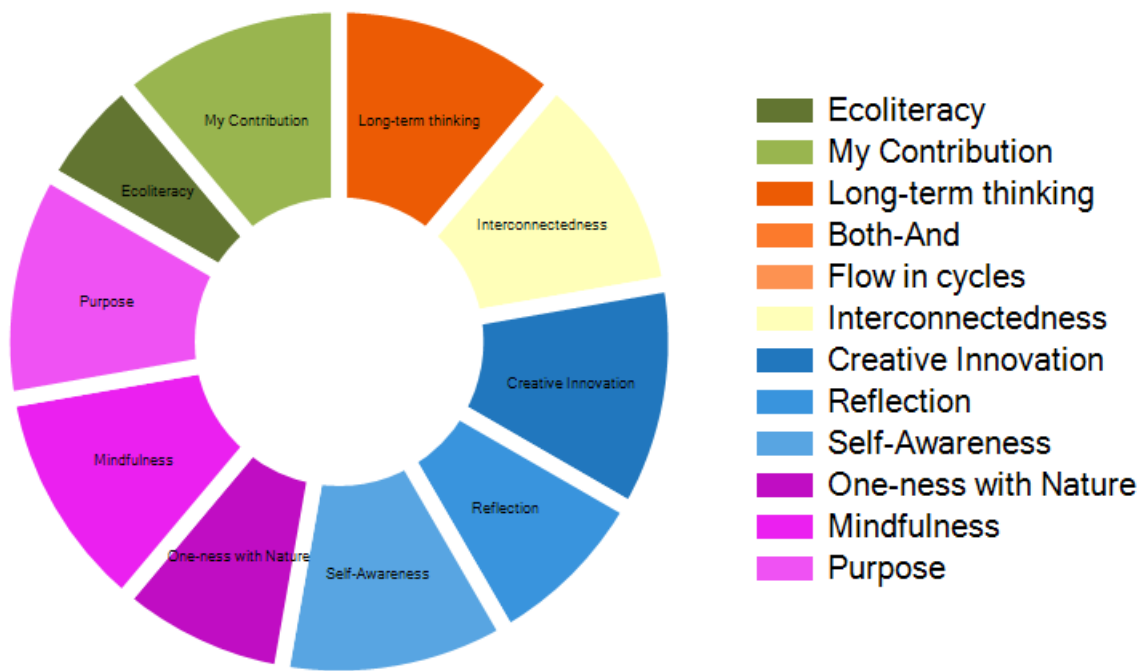 My Contribution
Long-term thinking
Ecoliteracy
Interconnectedness
Purpose
Creative Innovation
Mindfulness
Reflection
One-ness with Nature
Self-Awareness
Ecoliteracy
My Contribution
Long-term thinking
Both-And
Flow in cycles
Interconnectedness
Creative Innovation
Reflection
Self-Awareness
One-ness with Nature
Mindfulness
Purpose